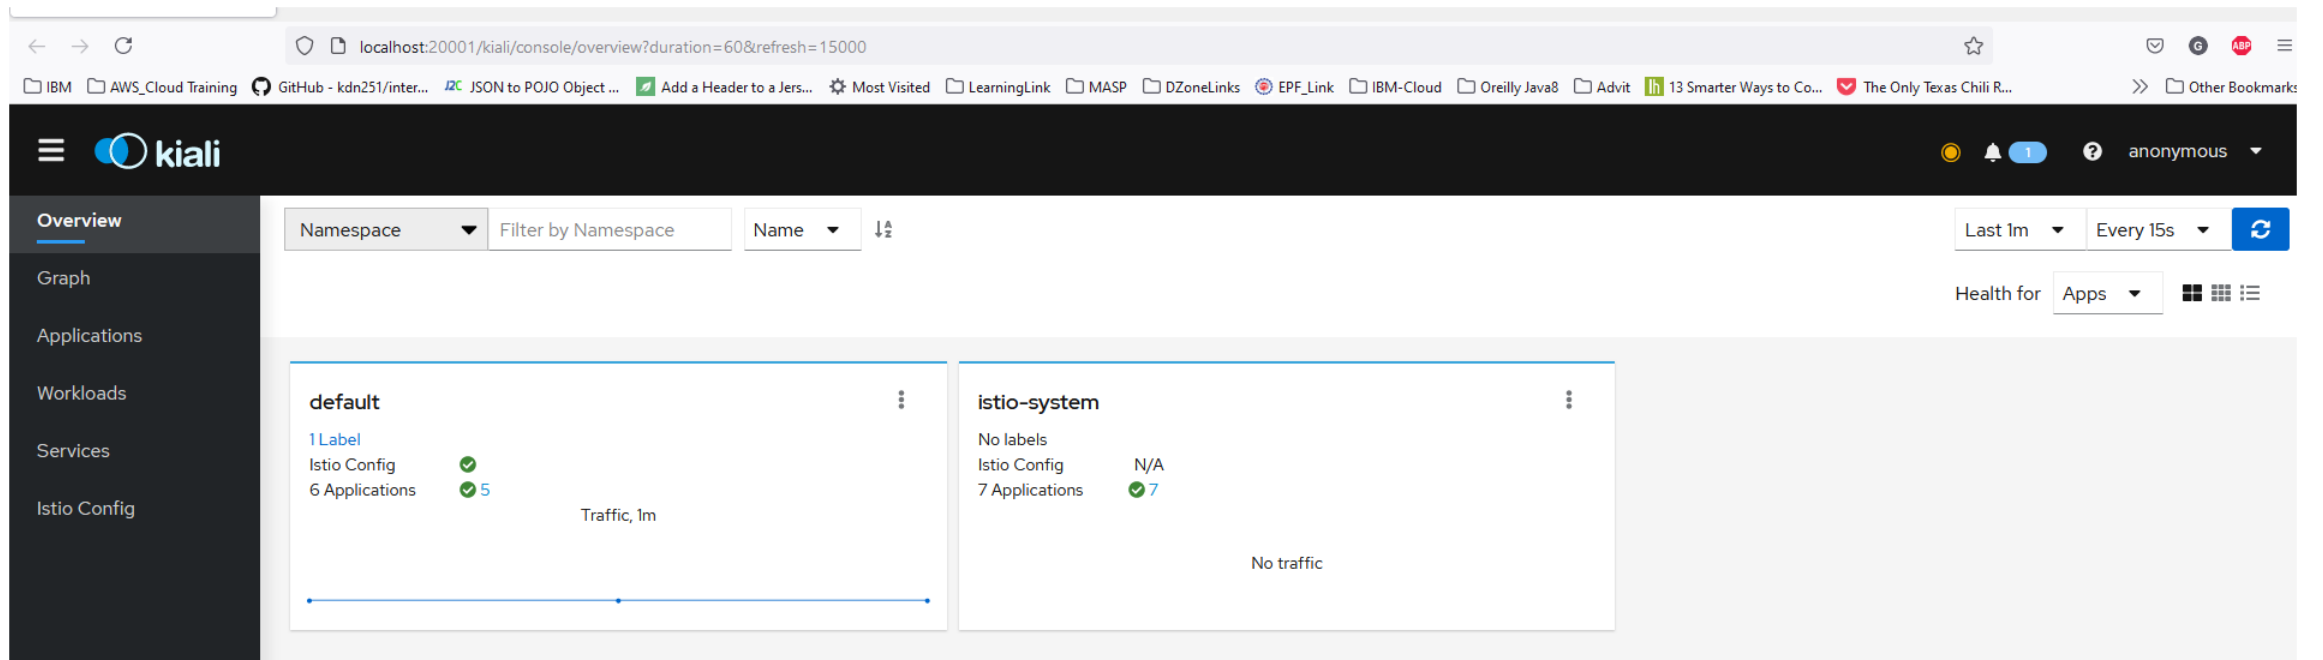 localhost:20001/kiali/console/overview?duration=60&refresh=15000
G
ABP
IBM AWS_Cloud Training GitHub - kdn251/inter... J2C JSON to POJO Object ... Add a Header to a Jers... Most Visited LearningLink MASP DZoneLinks EPF_Link IBM-Cloud Oreilly Java8 Advit lh 13 Smarter Ways to Co... The Only Texas Chili R... Other Bookmarks
kiali
1
anonymous
Overview
Graph
Applications
Workloads
Services
Istio Config
Namespace Filter by Namespace Name Last 1m Every 15s
Health for Apps
default
1 Label
Istio Config
6 Applications 5
Traffic, 1m
istio-system
No labels
Istio Config N/A
7 Applications 7
No traffic